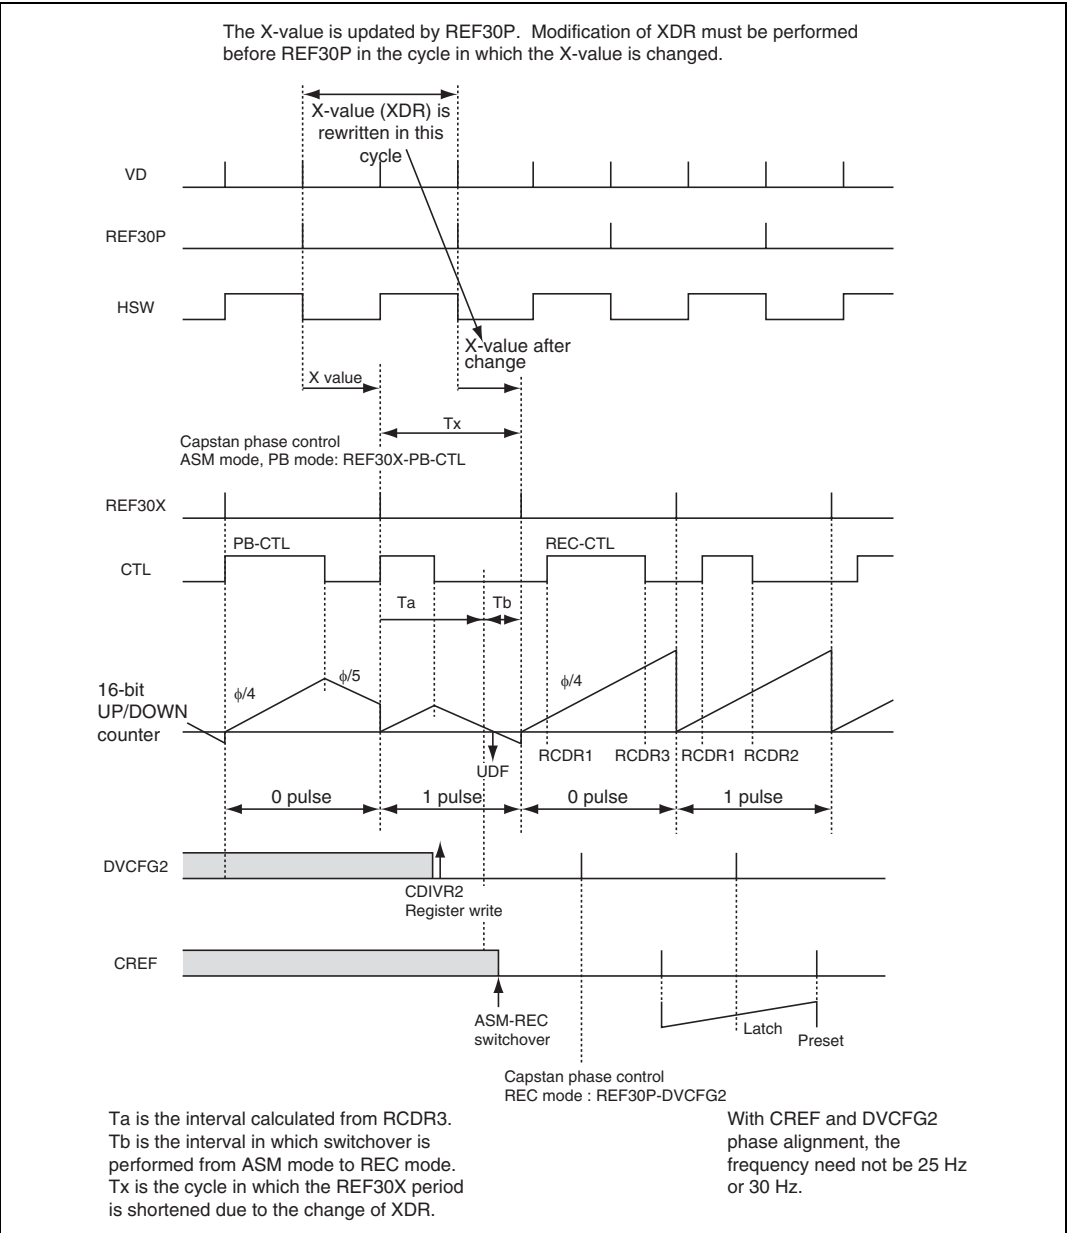 The X-value is updated by REF30P. Modification of XDR must be performed
before REF30P in the cycle in which the X-value is changed.
X-value (XDR) is
rewritten in this
cycle
VD
REF30P
HSW
X-value after
change
X value
Tx
Capstan phase control
ASM mode, PB mode: REF30X-PB-CTL
REF30X
PB-CTL
REC-CTL
CTL
Ta
Tb
ϕ/4
ϕ/5
ϕ/4
16-bit
UP/DOWN
counter
UDF
RCDR1
RCDR3
RCDR1
RCDR2
0 pulse
1 pulse
0 pulse
1 pulse
DVCFG2
CDIVR2
Register write
CREF
ASM-REC
switchover
Latch
Preset
Capstan phase control
REC mode : REF30P-DVCFG2
Ta is the interval calculated from RCDR3.
Tb is the interval in which switchover is
performed from ASM mode to REC mode.
Tx is the cycle in which the REF30X period
is shortened due to the change of XDR.
With CREF and DVCFG2
phase alignment, the
frequency need not be 25 Hz
or 30 Hz.